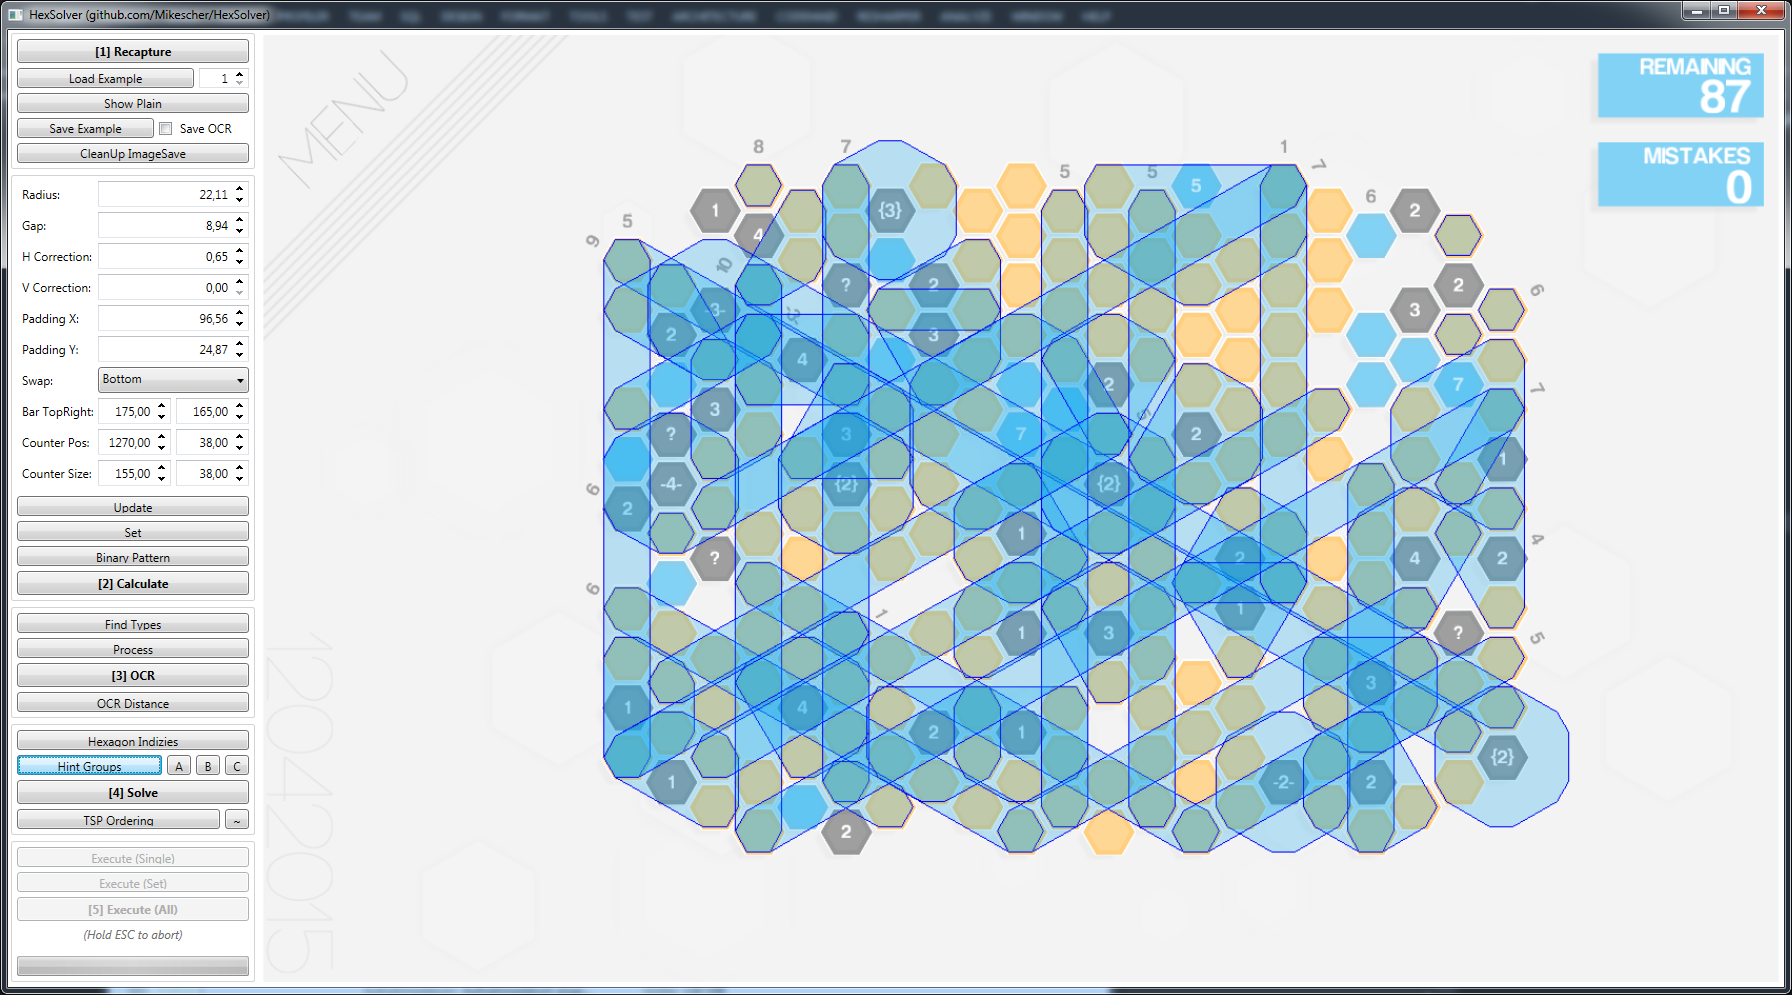 HexSolver (github.com/Mikescher/HexSolver)
[1] Recapture
Load Example 1
Show Plain
Save Example Save OCR
CleanUp ImageSave
Radius: 22,11
Gap: 8,94
H Correction: 0,65
V Correction: 0,00
Padding X: 96,56
Padding Y: 24,87
Swap: Bottom
Bar TopRight: 175,00 165,00
Counter Pos: 1270,00 38,00
Counter Size: 155,00 38,00
Update
Set
Binary Pattern
[2] Calculate
Find Types
Process
[3] OCR
OCR Distance
Hexagon Indizies
Hint Groups A B C
[4] Solve
TSP Ordering ~
Execute (Single)
Execute (Set)
[5] Execute (All)
(Hold ESC to abort)
MENU
12042015
REMAINING
87
MISTAKES
0
8 7 1
5 5 7
5
6 
1 {3} 2
5
4
6
10
? 2 2
-3- 3 6
2 3
4
2 7
3 7
? 3 7 2 5
1
-4- {2} {2}
6
2
1
4
? 2 4 2
6
1
1
1 3 ? 5
4 3
1
2 1
{2}
1 -2- 2
2